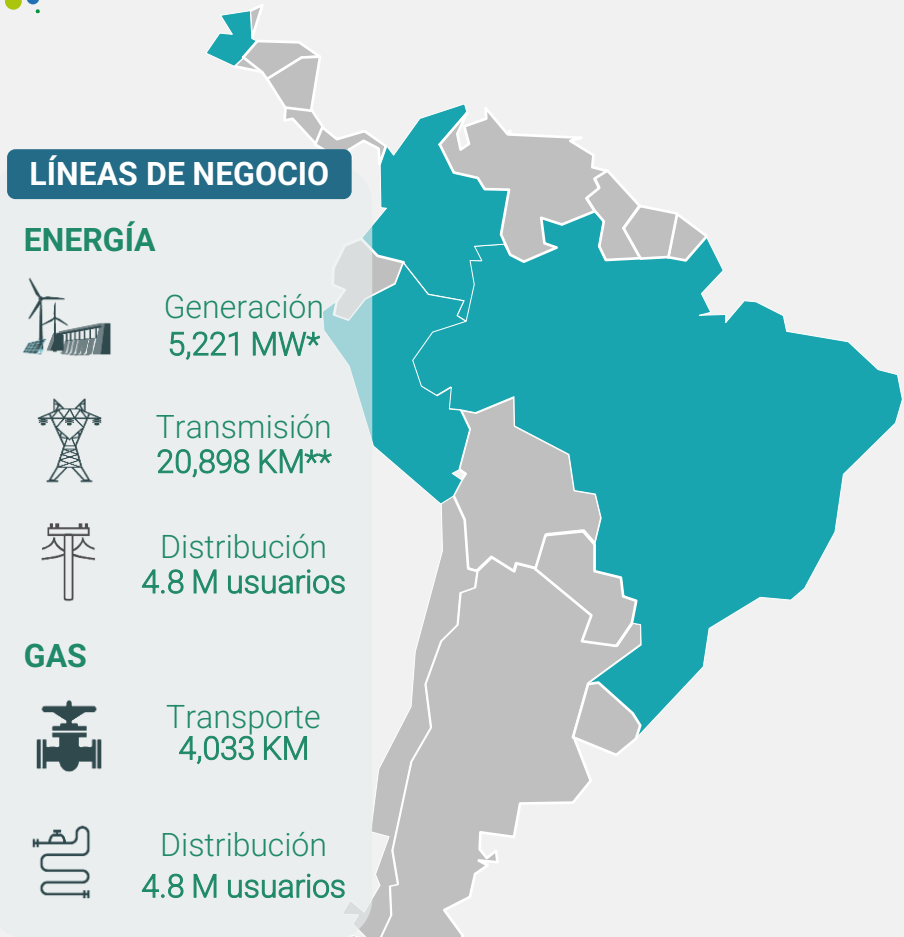 LÍNEAS DE NEGOCIO
ENERGÍA
Generación
5,221 MW*
Transmisión
20,898 KM**
Distribución
4.8 M usuarios
GAS
Transporte
4,033 KM
Distribución
4.8 M usuarios